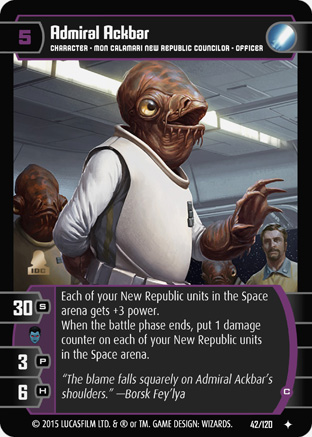 5
Admiral Ackbar
CHARACTER • MON CALAMARI NEW REPUBLIC COUNCILOR • OFFICER
IGC
30 S
3 P
6 H
Each of your New Republic units in the Space
arena gets +3 power.
When the battle phase ends, put 1 damage
counter on each of your New Republic units
in the Space arena.
“The blame falls squarely on Admiral Ackbar's
shoulders.” —Borsk Fey'lya
C
© 2015 LUCASFILM LTD. & ® or TM. GAME DESIGN: WIZARDS.
42/120